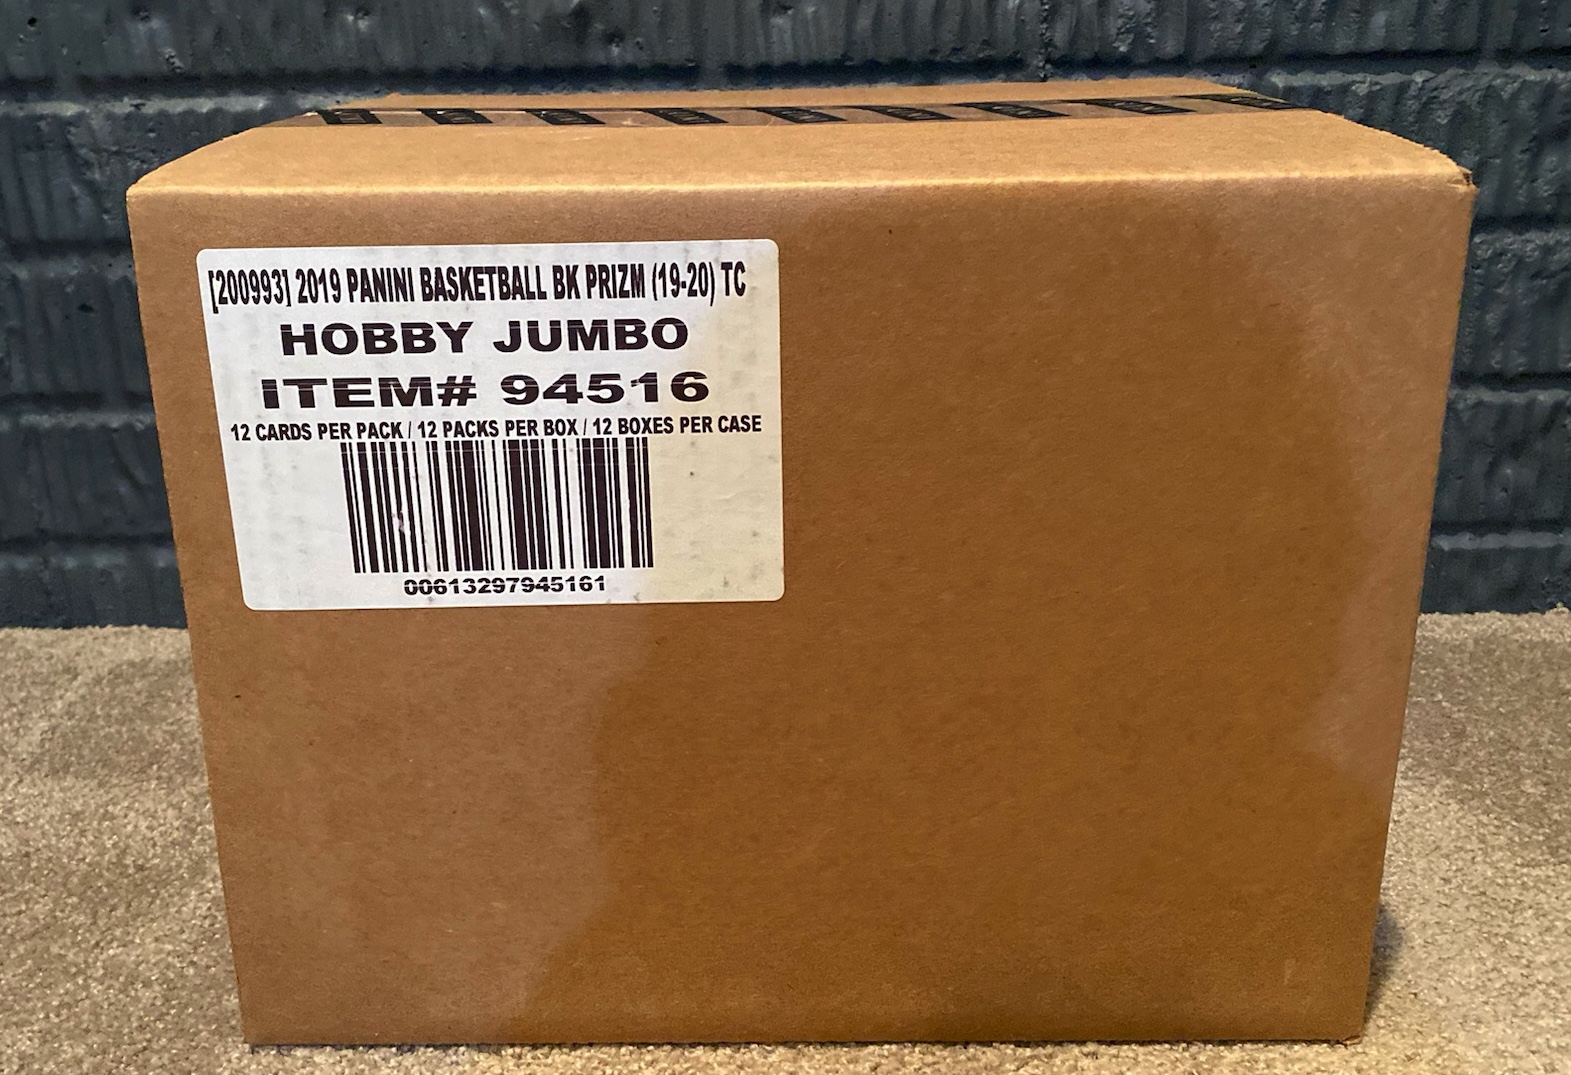 [200993] 2019 PANINI BASKETBALL BK PRIZM (19-20) TC
HOBBY JUMBO
ITEM# 94516
12 CARDS PER PACK / 12 PACKS PER BOX / 12 BOXES PER CASE
00613297945161